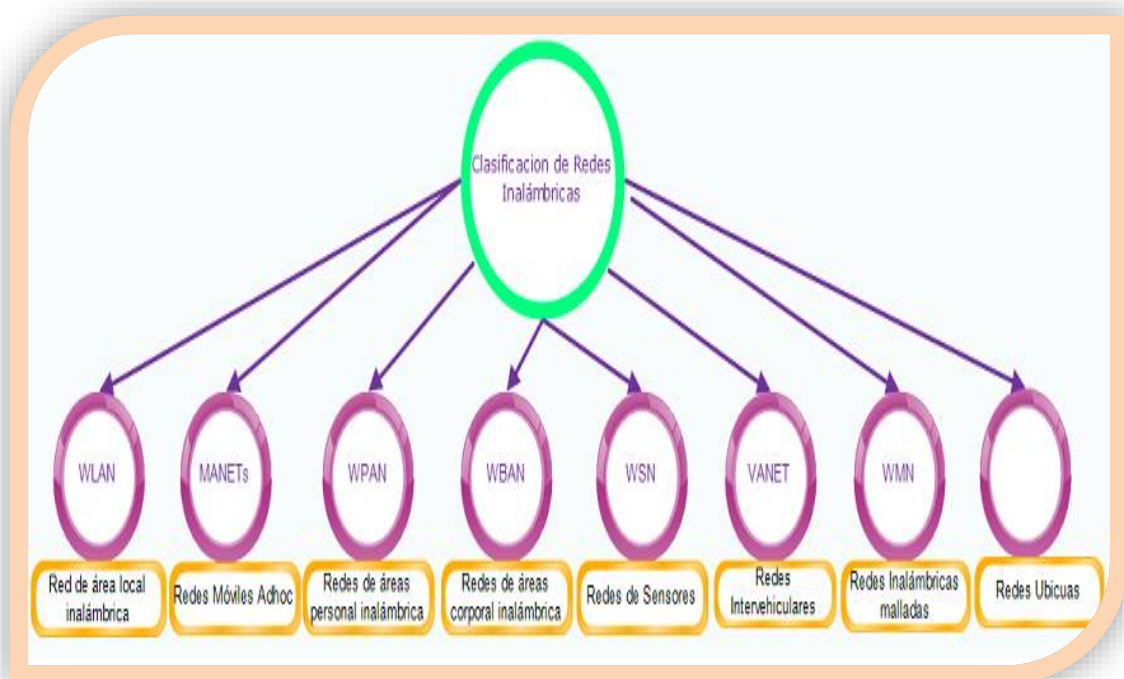 Clasificacion de Redes
Inalámbricas
WLAN
MANETs
WPAN
WBAN
WSN
VANET
WMN
Red de área local
inalámbrica
Redes Móviles Adhoc
Redes de áreas
personal inalámbrica
Redes de áreas
corporal inalámbrica
Redes de Sensores
Redes
Intervehiculares
Redes Inalámbricas
malladas
Redes Ubicuas